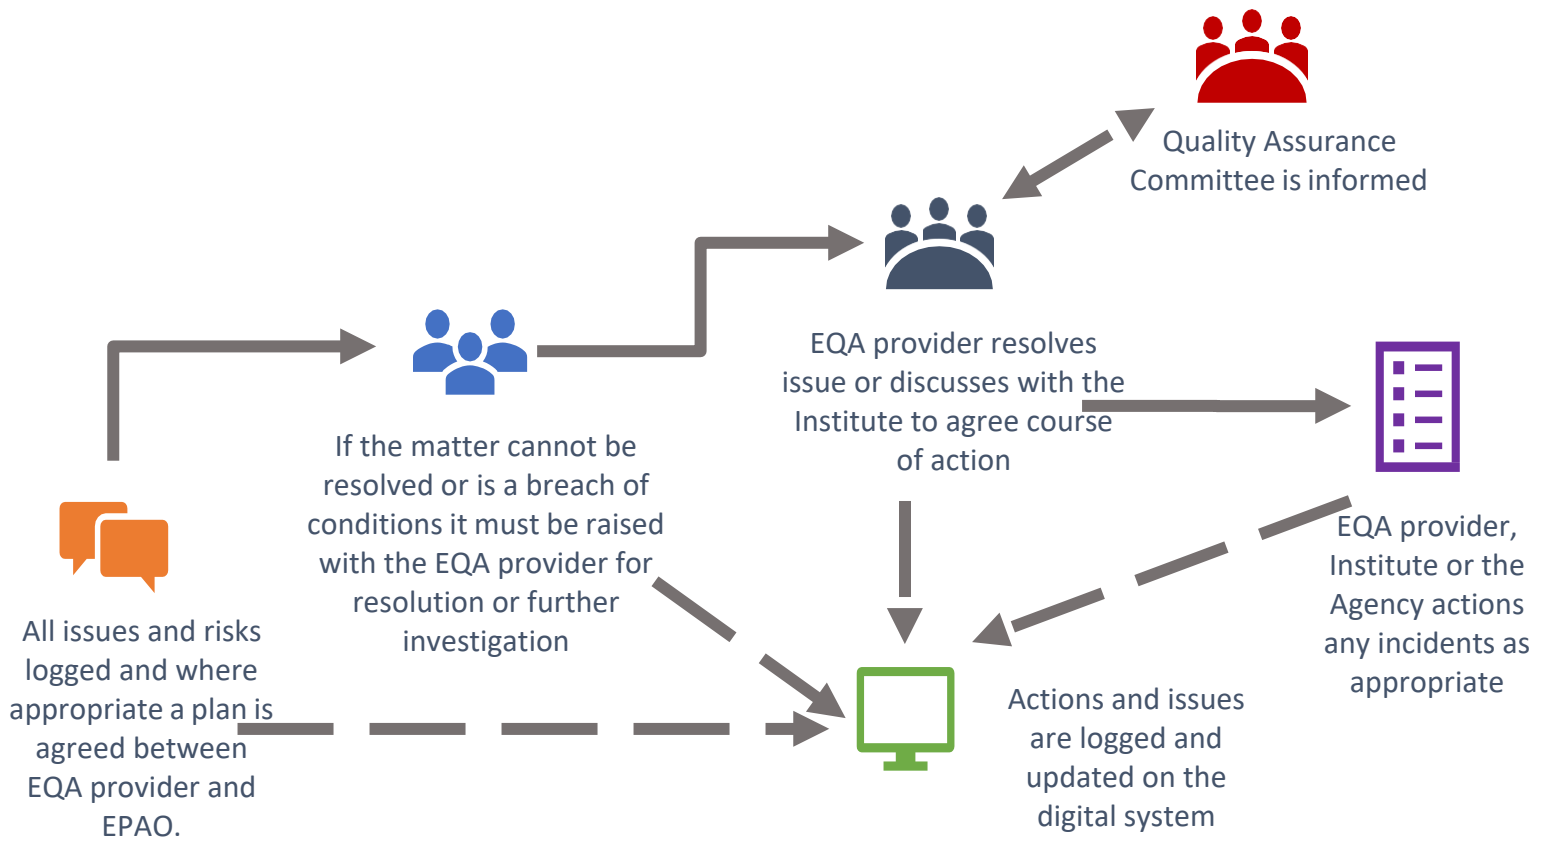 Quality Assurance
Committee is informed
EQA provider resolves
issue or discusses with the
Institute to agree course
of action
If the matter cannot be
resolved or is a breach of
conditions it must be raised
with the EQA provider for
resolution or further
investigation
EQA provider,
Institute or the
Agency actions
any incidents as
appropriate
All issues and risks
logged and where
appropriate a plan is
agreed between
EQA provider and
EPAO.
Actions and issues
are logged and
updated on the
digital system